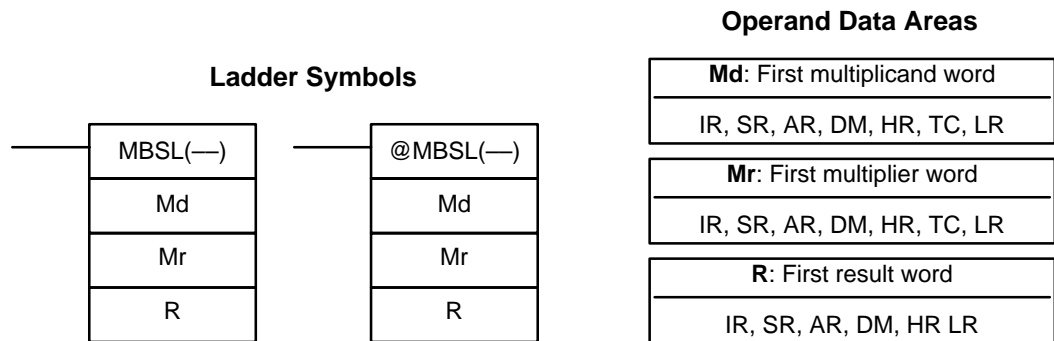 Ladder Symbols
MBSL(––)
Md
Mr
R
@MBSL(––)
Md
Mr
R
Operand Data Areas
Md: First multiplicand word
IR, SR, AR, DM, HR, TC, LR
Mr: First multiplier word
IR, SR, AR, DM, HR, TC, LR
R: First result word
IR, SR, AR, DM, HR LR